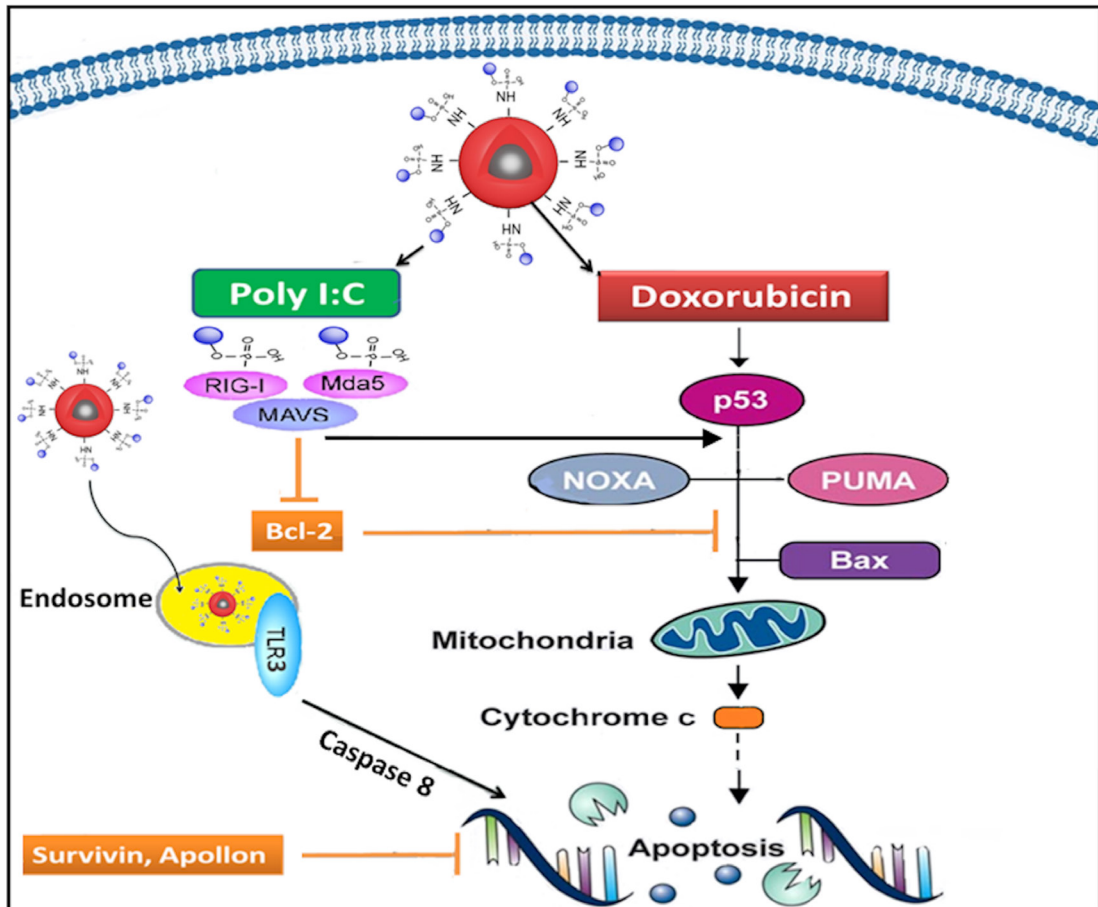 Poly I:C
Doxorubicin
RIG-I
Mda5
MAVS
p53
NOXA
PUMA
Bcl-2
Bax
Endosome
TLR3
Mitochondria
Cytochrome c
Caspase 8
Survivin, Apollon
Apoptosis